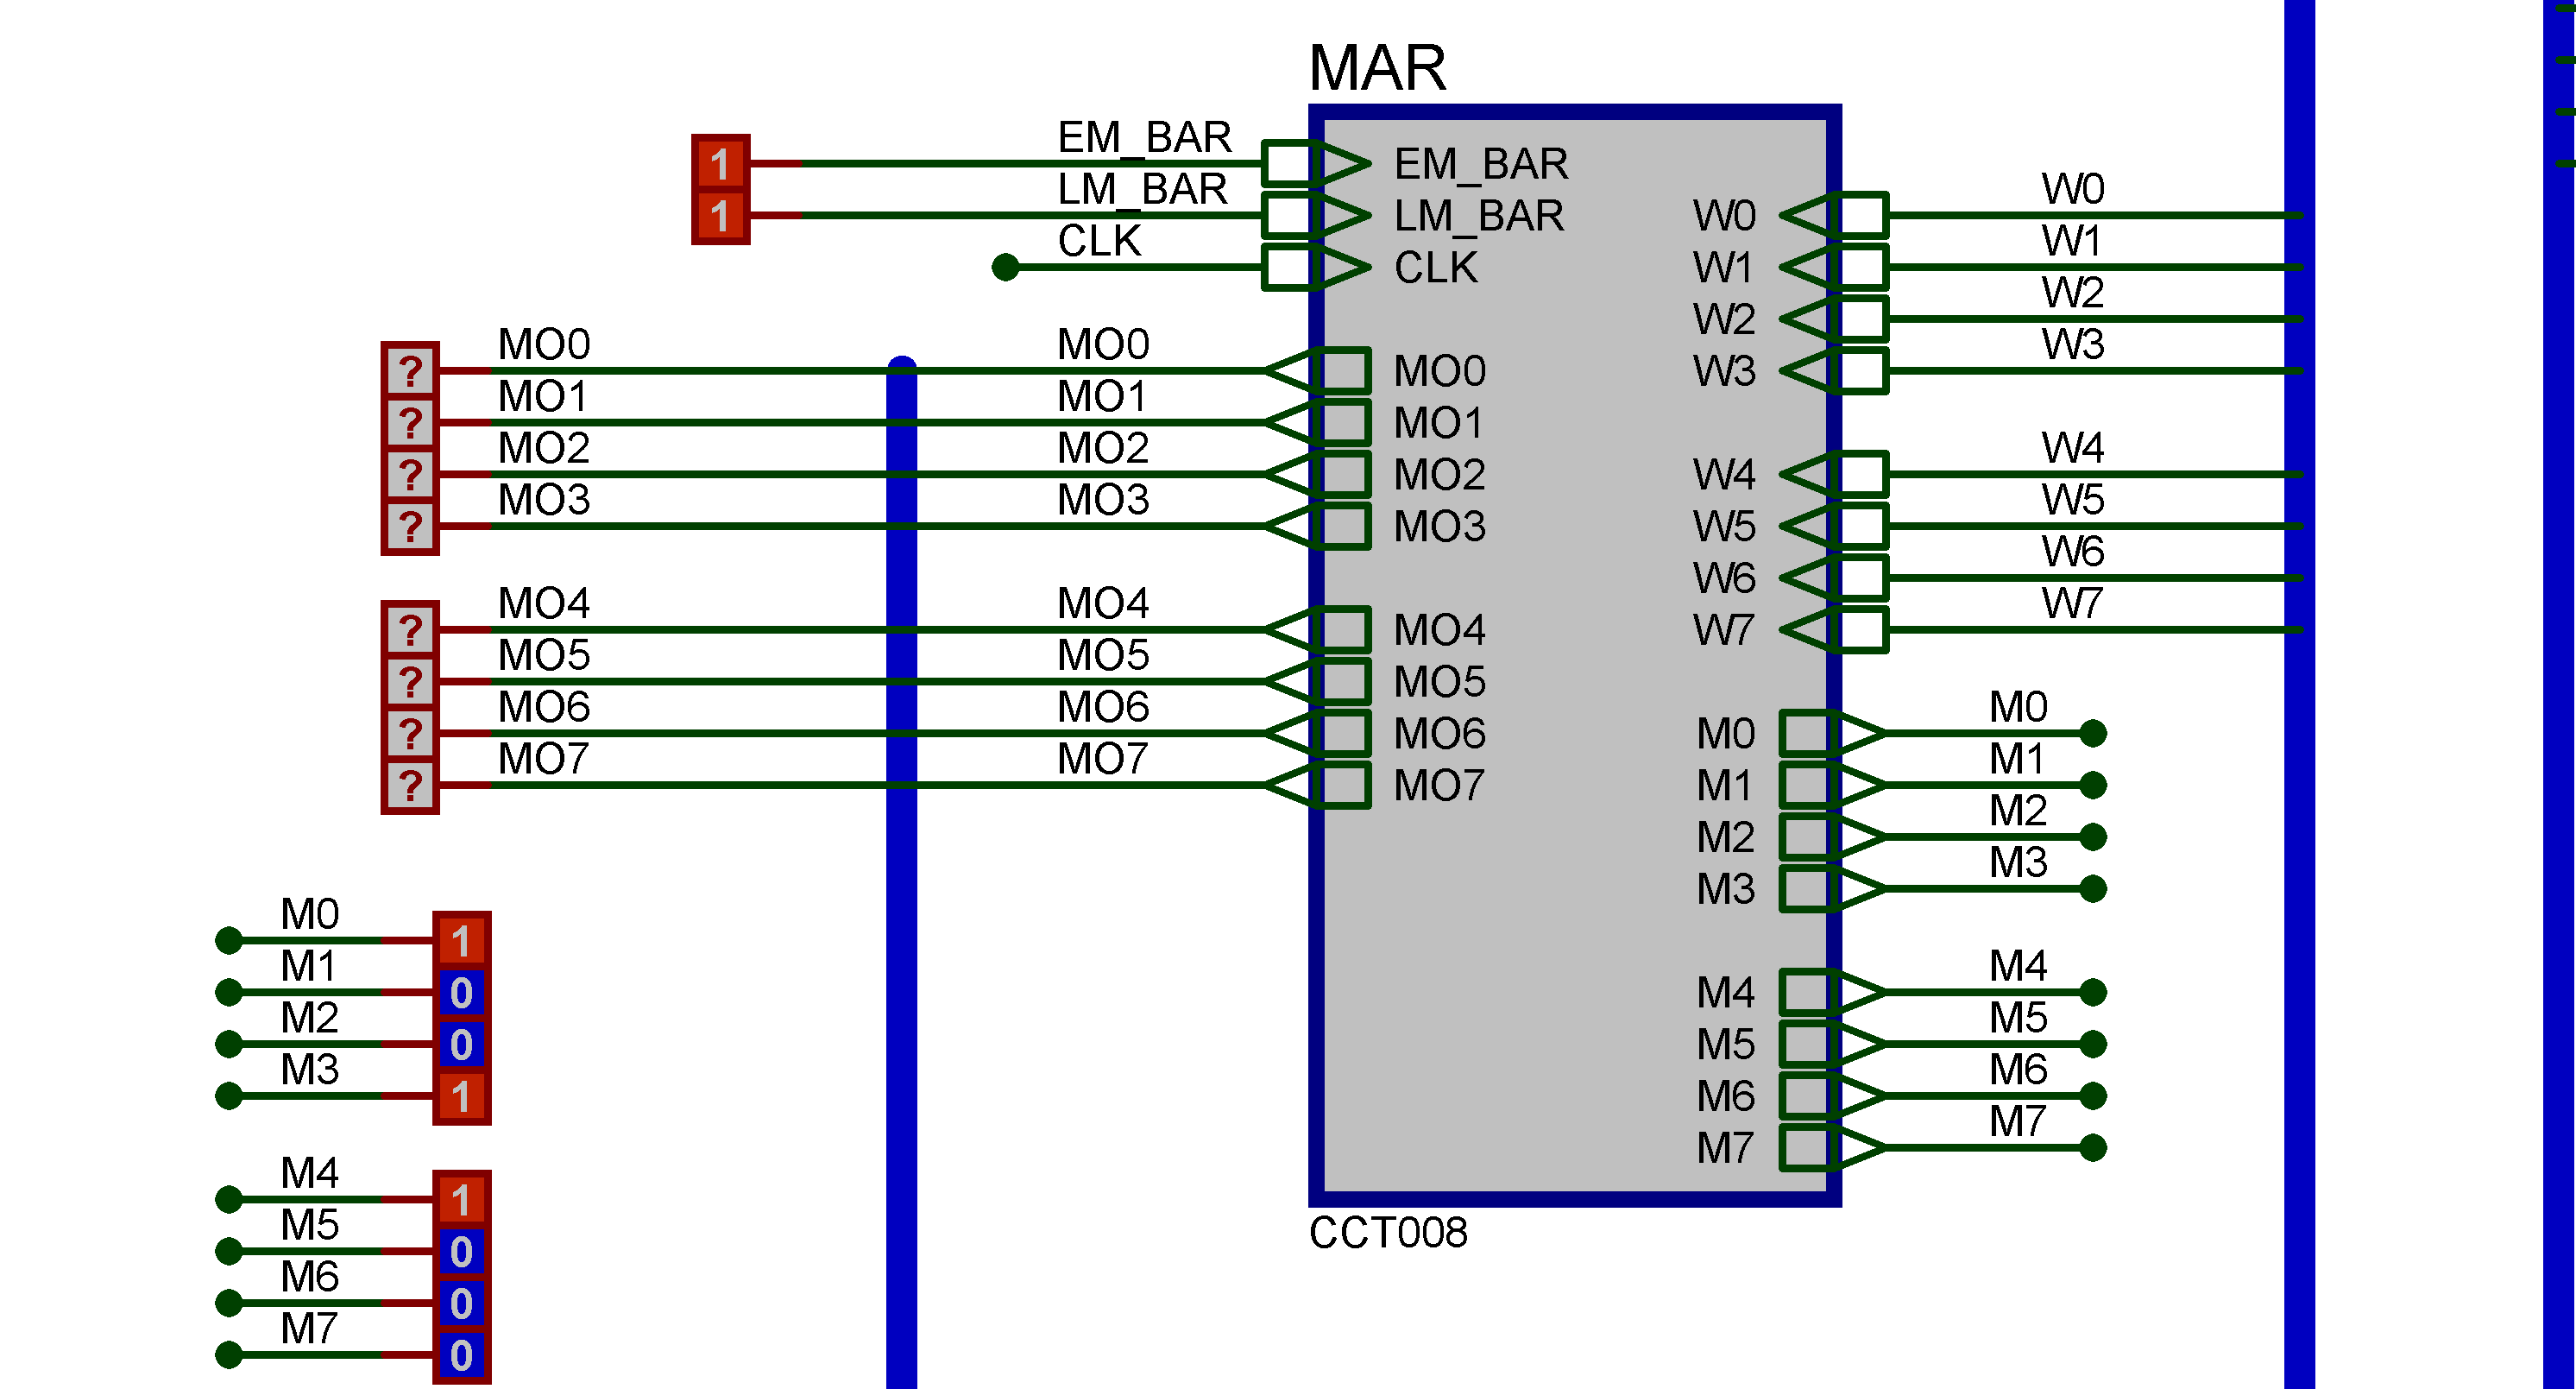 MAR
EM_BAR
1 EM_BAR
LM_BAR W0
1 LM_BAR W0
CLK W1
CLK W1
W2
W2
MO0 MO0 W3
? MO0 W3
MO1 MO1
? MO1
MO2 MO2 W4
? MO2 W4
MO3 MO3 W5
? MO3 W5
W6
W6
MO4 MO4 W7
? MO4 W7
MO5 MO5
? MO5
MO6 MO6 M0
? MO6 M0
MO7 MO7 M1
? MO7 M1
M2
M2
M3
M3
M0
1
M1
0
M2
0
M3
1
M4
M4
M5
M5
M6
M6
M7
M7
M4
1
M5
0
M6
0
M7
0
CCT008